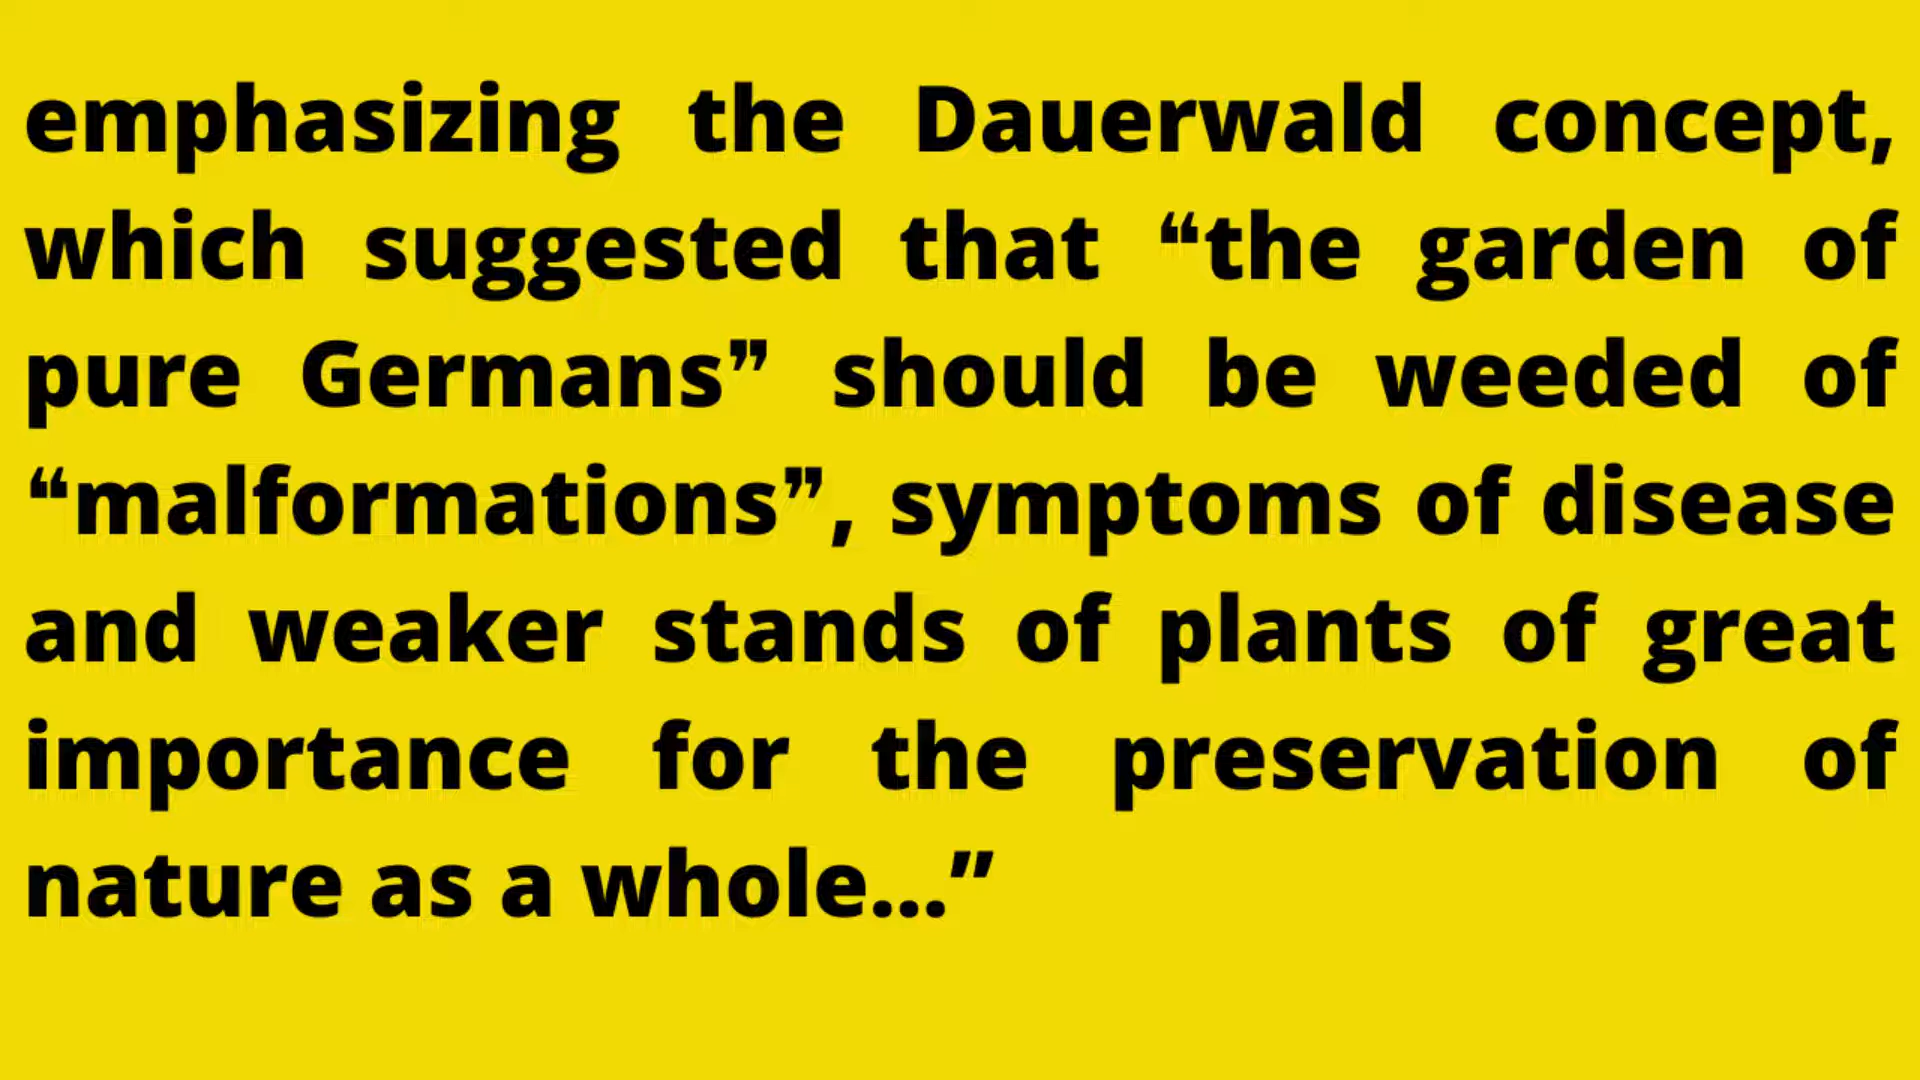 emphasizing the Dauerwald concept,
which suggested that “the garden of
pure Germans” should be weeded of
“malformations”, symptoms of disease
and weaker stands of plants of great
importance for the preservation of
nature as a whole...”